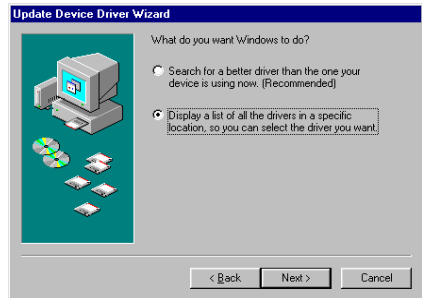 Update Device Driver Wizard
What do you want Windows to do?
Search for a better driver than the one your
device is using now. (Recommended)
Display a list of all the drivers in a specific
location, so you can select the driver you want.
< Back
Next >
Cancel